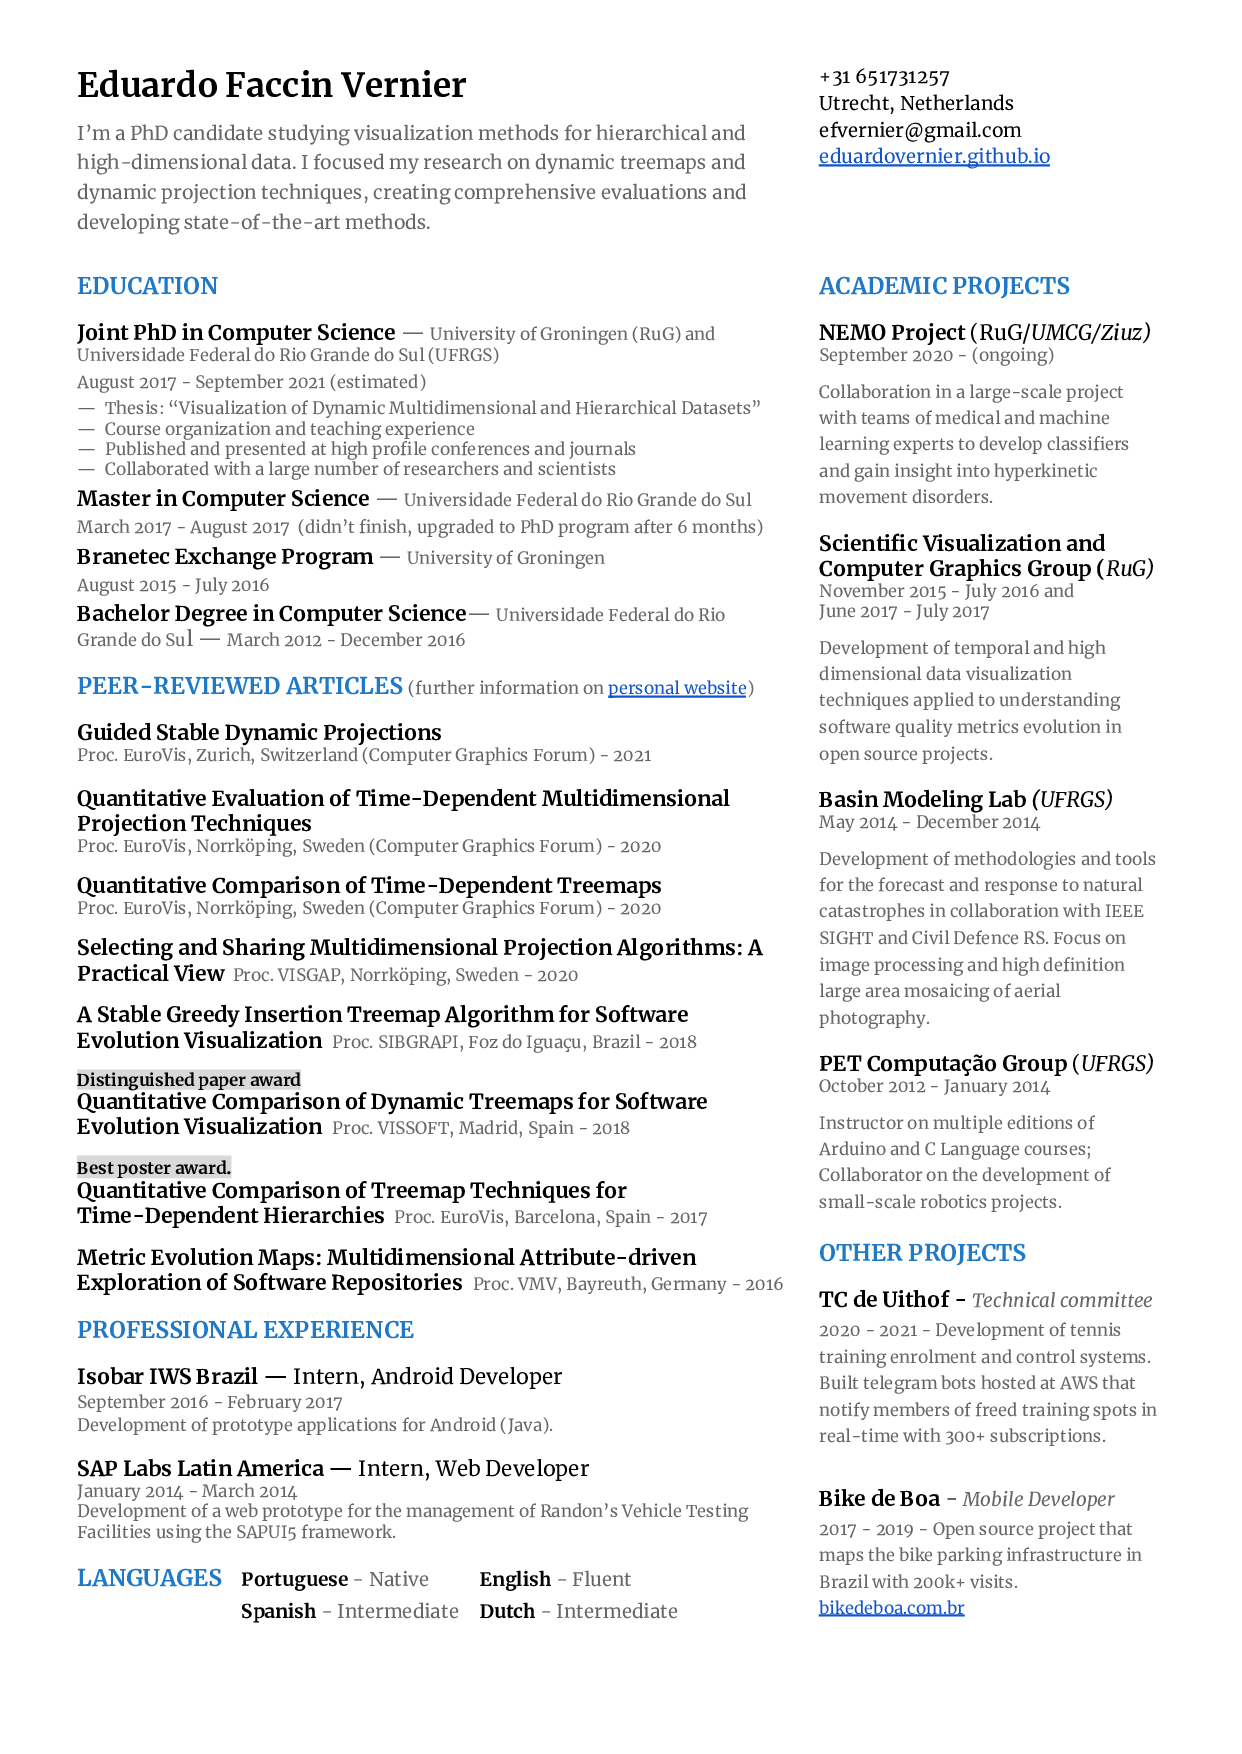 Eduardo Faccin Vernier
I'm a PhD candidate studying visualization methods for hierarchical and
high-dimensional data. I focused my research on dynamic treemaps and
dynamic projection techniques, creating comprehensive evaluations and
developing state-of-the-art methods.
+31 651731257
Utrecht, Netherlands
efvernier@gmail.com
eduardovernier.github.io
EDUCATION
Joint PhD in Computer Science — University of Groningen (RuG) and
Universidade Federal do Rio Grande do Sul (UFRGS)
August 2017 - September 2021 (estimated)
— Thesis: “Visualization of Dynamic Multidimensional and Hierarchical Datasets”
— Course organization and teaching experience
— Published and presented at high profile conferences and journals
— Collaborated with a large number of researchers and scientists
Master in Computer Science — Universidade Federal do Rio Grande do Sul
March 2017 - August 2017 (didn't finish, upgraded to PhD program after 6 months)
Branetec Exchange Program — University of Groningen
August 2015 - July 2016
Bachelor Degree in Computer Science— Universidade Federal do Rio
Grande do Sul — March 2012 - December 2016
PEER-REVIEWED ARTICLES (further information on personal website)
Guided Stable Dynamic Projections
Proc. EuroVis, Zurich, Switzerland (Computer Graphics Forum) - 2021
Quantitative Evaluation of Time-Dependent Multidimensional
Projection Techniques
Proc. EuroVis, Norrköping, Sweden (Computer Graphics Forum) - 2020
Quantitative Comparison of Time-Dependent Treemaps
Proc. EuroVis, Norrköping, Sweden (Computer Graphics Forum) - 2020
Selecting and Sharing Multidimensional Projection Algorithms: A
Practical View Proc. VISGAP, Norrköping, Sweden - 2020
A Stable Greedy Insertion Treemap Algorithm for Software
Evolution Visualization Proc. SIBGRAPI, Foz do Iguaçu, Brazil - 2018
Distinguished paper award
Quantitative Comparison of Dynamic Treemaps for Software
Evolution Visualization Proc. VISSOFT, Madrid, Spain - 2018
Best poster award.
Quantitative Comparison of Treemap Techniques for
Time-Dependent Hierarchies Proc. EuroVis, Barcelona, Spain - 2017
Metric Evolution Maps: Multidimensional Attribute-driven
Exploration of Software Repositories Proc. VMV, Bayreuth, Germany - 2016
PROFESSIONAL EXPERIENCE
Isobar IWS Brazil — Intern, Android Developer
September 2016 - February 2017
Development of prototype applications for Android (Java).
SAP Labs Latin America — Intern, Web Developer
January 2014 - March 2014
Development of a web prototype for the management of Randon's Vehicle Testing
Facilities using the SAPUI5 framework.
LANGUAGES Portuguese - Native English - Fluent
Spanish - Intermediate Dutch - Intermediate
ACADEMIC PROJECTS
NEMO Project (RuG/UMCG/Ziuz)
September 2020 - (ongoing)
Collaboration in a large-scale project
with teams of medical and machine
learning experts to develop classifiers
and gain insight into hyperkinetic
movement disorders.
Scientific Visualization and
Computer Graphics Group (RuG)
November 2015 - July 2016 and
June 2017 - July 2017
Development of temporal and high
dimensional data visualization
techniques applied to understanding
software quality metrics evolution in
open source projects.
Basin Modeling Lab (UFRGS)
May 2014 - December 2014
Development of methodologies and tools
for the forecast and response to natural
catastrophes in collaboration with IEEE
SIGHT and Civil Defence RS. Focus on
image processing and high definition
large area mosaicing of aerial
photography.
PET Computação Group (UFRGS)
October 2012 - January 2014
Instructor on multiple editions of
Arduino and C Language courses;
Collaborator on the development of
small-scale robotics projects.
OTHER PROJECTS
TC de Uithof - Technical committee
2020 - 2021 - Development of tennis
training enrolment and control systems.
Built telegram bots hosted at AWS that
notify members of freed training spots in
real-time with 300+ subscriptions.
Bike de Boa - Mobile Developer
2017 - 2019 - Open source project that
maps the bike parking infrastructure in
Brazil with 200k+ visits.
bikedeboa.com.br